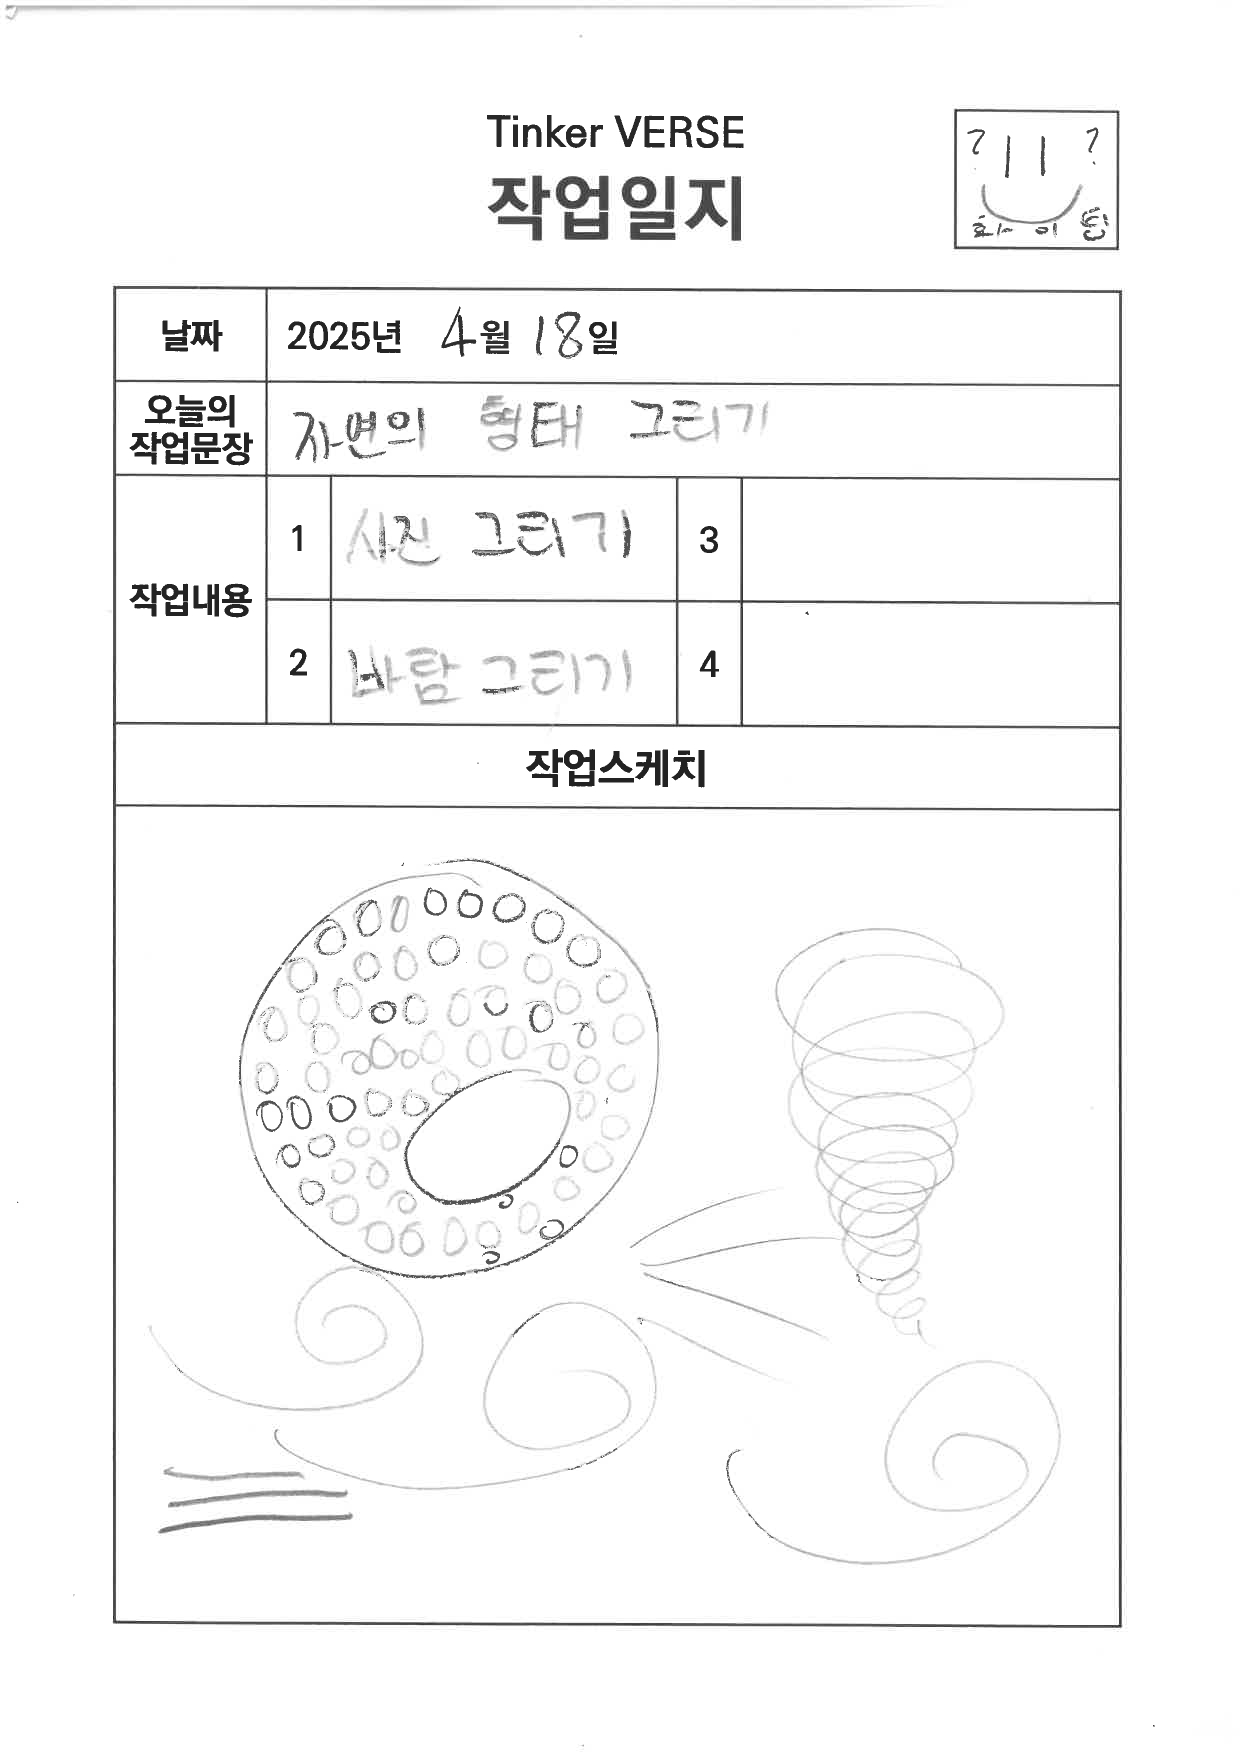 Tinker VERSE
작업일지
? ?
화이팅
날짜 2025년 4월 18일
오늘의
작업문장
자연의 형태 그리기
작업내용
1 사진 그리기 3
2 바람 그리기 4
작업스케치